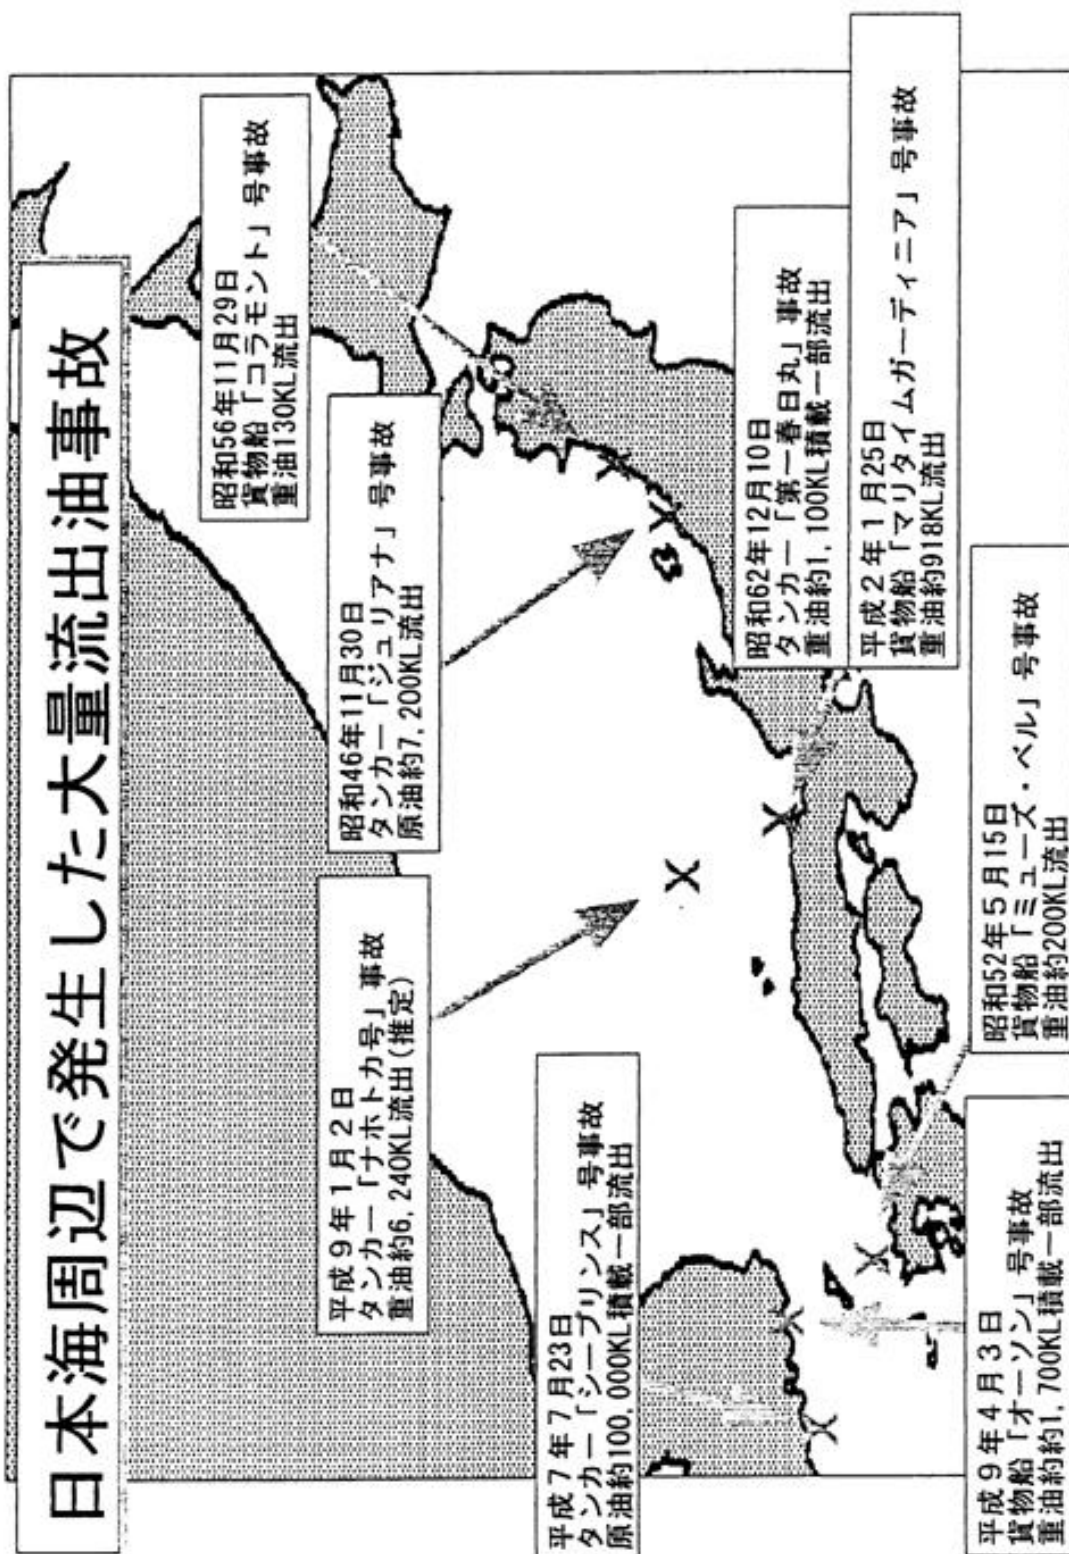 日本海周辺で発生した大量流出油事故
昭和56年11月29日
貨物船「コラモント」号事故
重油130KL流出
昭和46年11月30日
タンカー「ジュリアナ」号事故
原油約7,200KL流出
平成9年1月2日
タンカー「ナホトカ号」事故
重油約6,240KL流出(推定)
平成7年7月23日
タンカー「シープリンス」号事故
原油約100,000KL積載一部流出
昭和62年12月10日
タンカー「第一春日丸」事故
重油約1,100KL積載一部流出
平成2年1月25日
貨物船「マリタイムガーディニア」号事故
重油約918KL流出
昭和52年5月15日
貨物船「ミューズ・ベル」号事故
重油約200KL流出
平成9年4月3日
貨物船「オーソン」号事故
重油約1,700KL積載一部流出